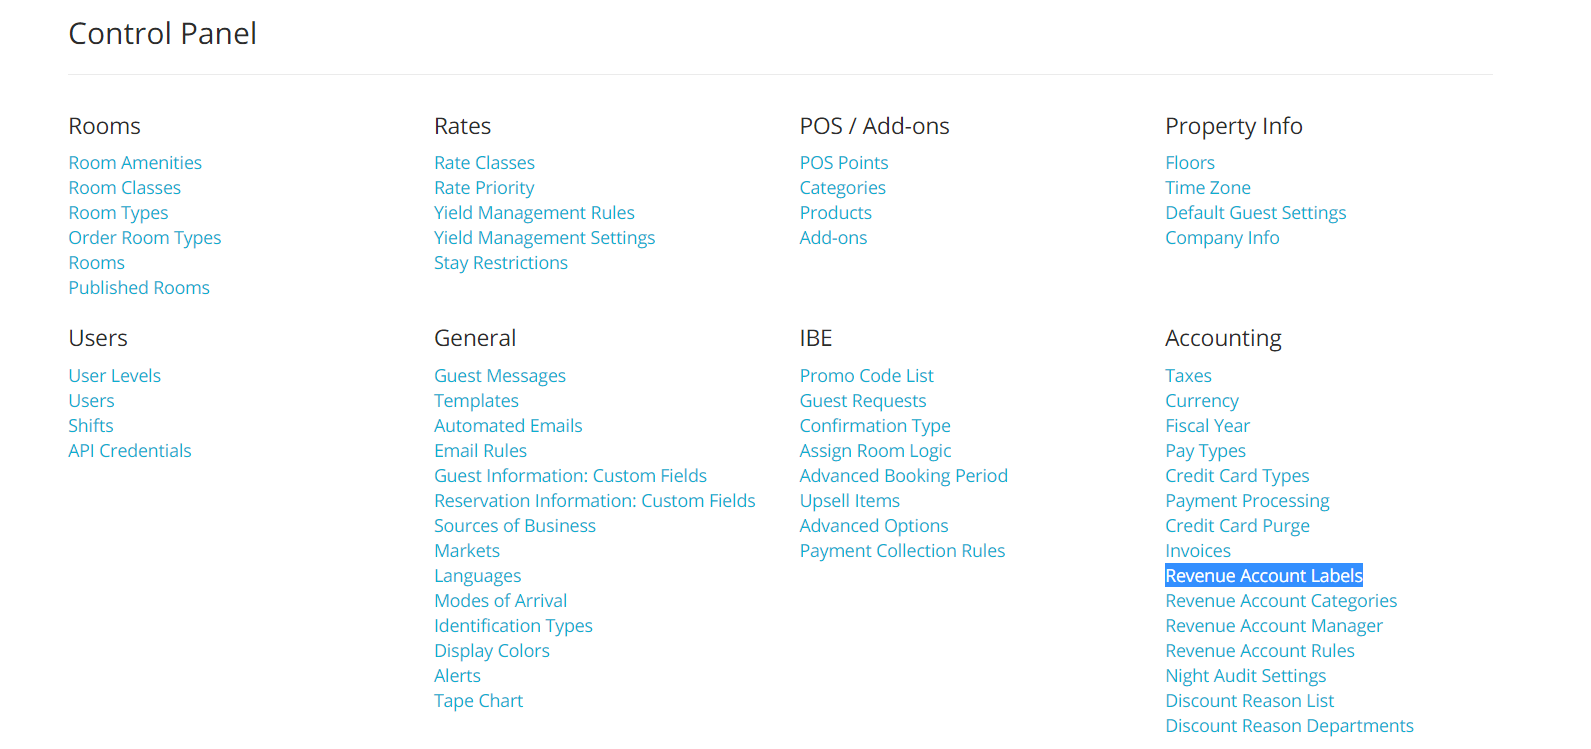 Control Panel
Rooms
Room Amenities
Room Classes
Room Types
Order Room Types
Rooms
Published Rooms
Rates
Rate Classes
Rate Priority
Yield Management Rules
Yield Management Settings
Stay Restrictions
POS / Add-ons
POS Points
Categories
Products
Add-ons
Property Info
Floors
Time Zone
Default Guest Settings
Company Info
Users
User Levels
Users
Shifts
API Credentials
General
Guest Messages
Templates
Automated Emails
Email Rules
Guest Information: Custom Fields
Reservation Information: Custom Fields
Sources of Business
Markets
Languages
Modes of Arrival
Identification Types
Display Colors
Alerts
Tape Chart
IBE
Promo Code List
Guest Requests
Confirmation Type
Assign Room Logic
Advanced Booking Period
Upsell Items
Advanced Options
Payment Collection Rules
Accounting
Taxes
Currency
Fiscal Year
Pay Types
Credit Card Types
Payment Processing
Credit Card Purge
Invoices
Revenue Account Labels
Revenue Account Categories
Revenue Account Manager
Revenue Account Rules
Night Audit Settings
Discount Reason List
Discount Reason Departments